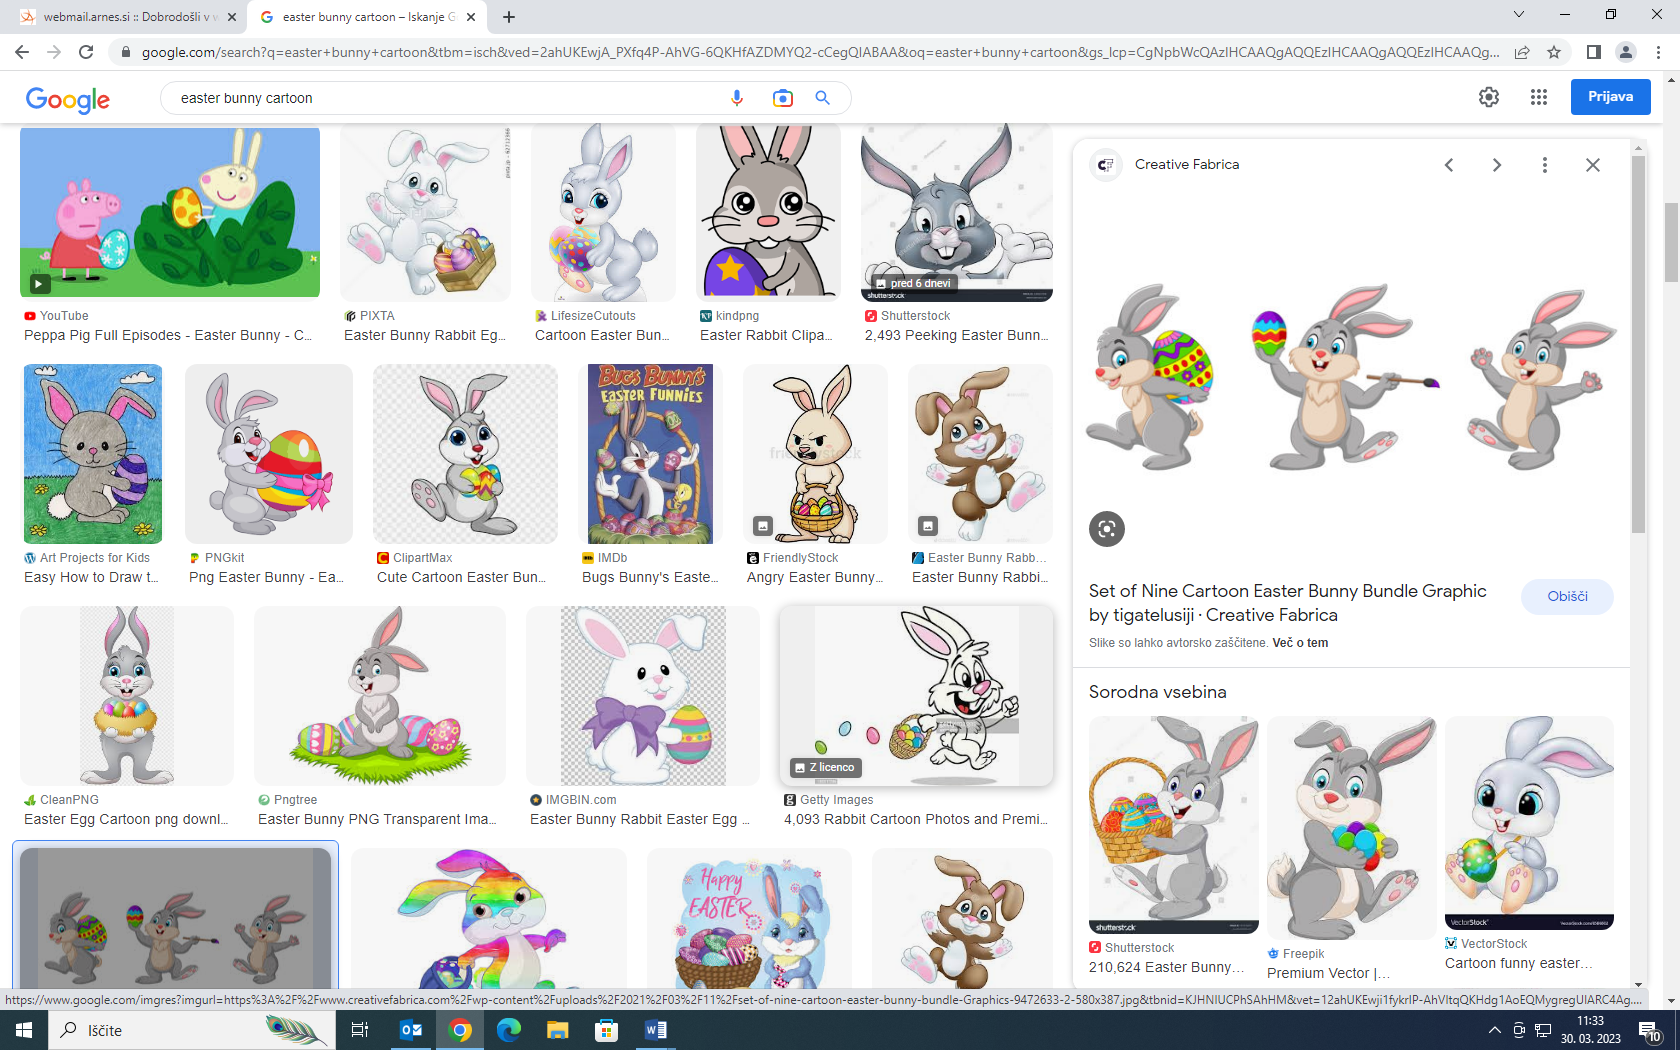 webmail.arnes.si :: Dobrodošli v w
easter bunny cartoon – Iskanje G
google.com/search?q=easter+bunny+cartoon&tbm=isch&ved=2ahUKEwjA_PXfq4P-AhVG-6QKHfAZDMYQ2-cCegQIABAA&oq=easter+bunny+cartoon&gs_lcp=CgNpbWcQAzIHCAAQgAQQEzIHCAAQgAQQEzIHCAAQg...
Google
easter bunny cartoon
Prijava
pred 6 dnevi
shutterstock
YouTube
Peppa Pig Full Episodes - Easter Bunny - C...
PIXTA
Easter Bunny Rabbit Eg...
LifesizeCutouts
Cartoon Easter Bun...
kindpng
Easter Rabbit Clipa...
Shutterstock
2,493 Peeking Easter Bunn...
BUGS BUNNY'S
EASTER FUNNIES
friendlystock
Art Projects for Kids
Easy How to Draw t...
PNGkit
Png Easter Bunny - Ea...
ClipartMax
Cute Cartoon Easter Bun...
IMDb
Bugs Bunny's Easte...
FriendlyStock
Angry Easter Bunny...
Easter Bunny Rabb...
Easter Bunny Rabbi...
Z licenco
CleanPNG
Easter Egg Cartoon png downl...
Pngtree
Easter Bunny PNG Transparent Ima...
IMGBIN.com
Easter Bunny Rabbit Easter Egg ...
Getty Images
4,093 Rabbit Cartoon Photos and Premi...
Happy
EASTER
CF
Creative Fabrica
Set of Nine Cartoon Easter Bunny Bundle Graphic
by tigatelusiji · Creative Fabrica
Obišči
Slike so lahko avtorsko zaščitene. Več o tem
Sorodna vsebina
shutterstock
VectorStock
Shutterstock
210,624 Easter Bunny...
Freepik
Premium Vector |...
VectorStock
Cartoon funny easter...
https://www.google.com/imgres?imgurl=https%3A%2F%2Fwww.creativefabrica.com%2Fwp-content%2Fuploads%2F2021%2F03%2F11%2Fset-of-nine-cartoon-easter-bunny-bundle-Graphics-9472633-2-580x387.jpg&tbnid=KJHNIUCPhSAhHM&vet=12ahUKEwji1fykrIP-AhVItqQKHdg1AoEQMygregUIARC4Ag....
Iščite
11:33
30. 03. 2023
10